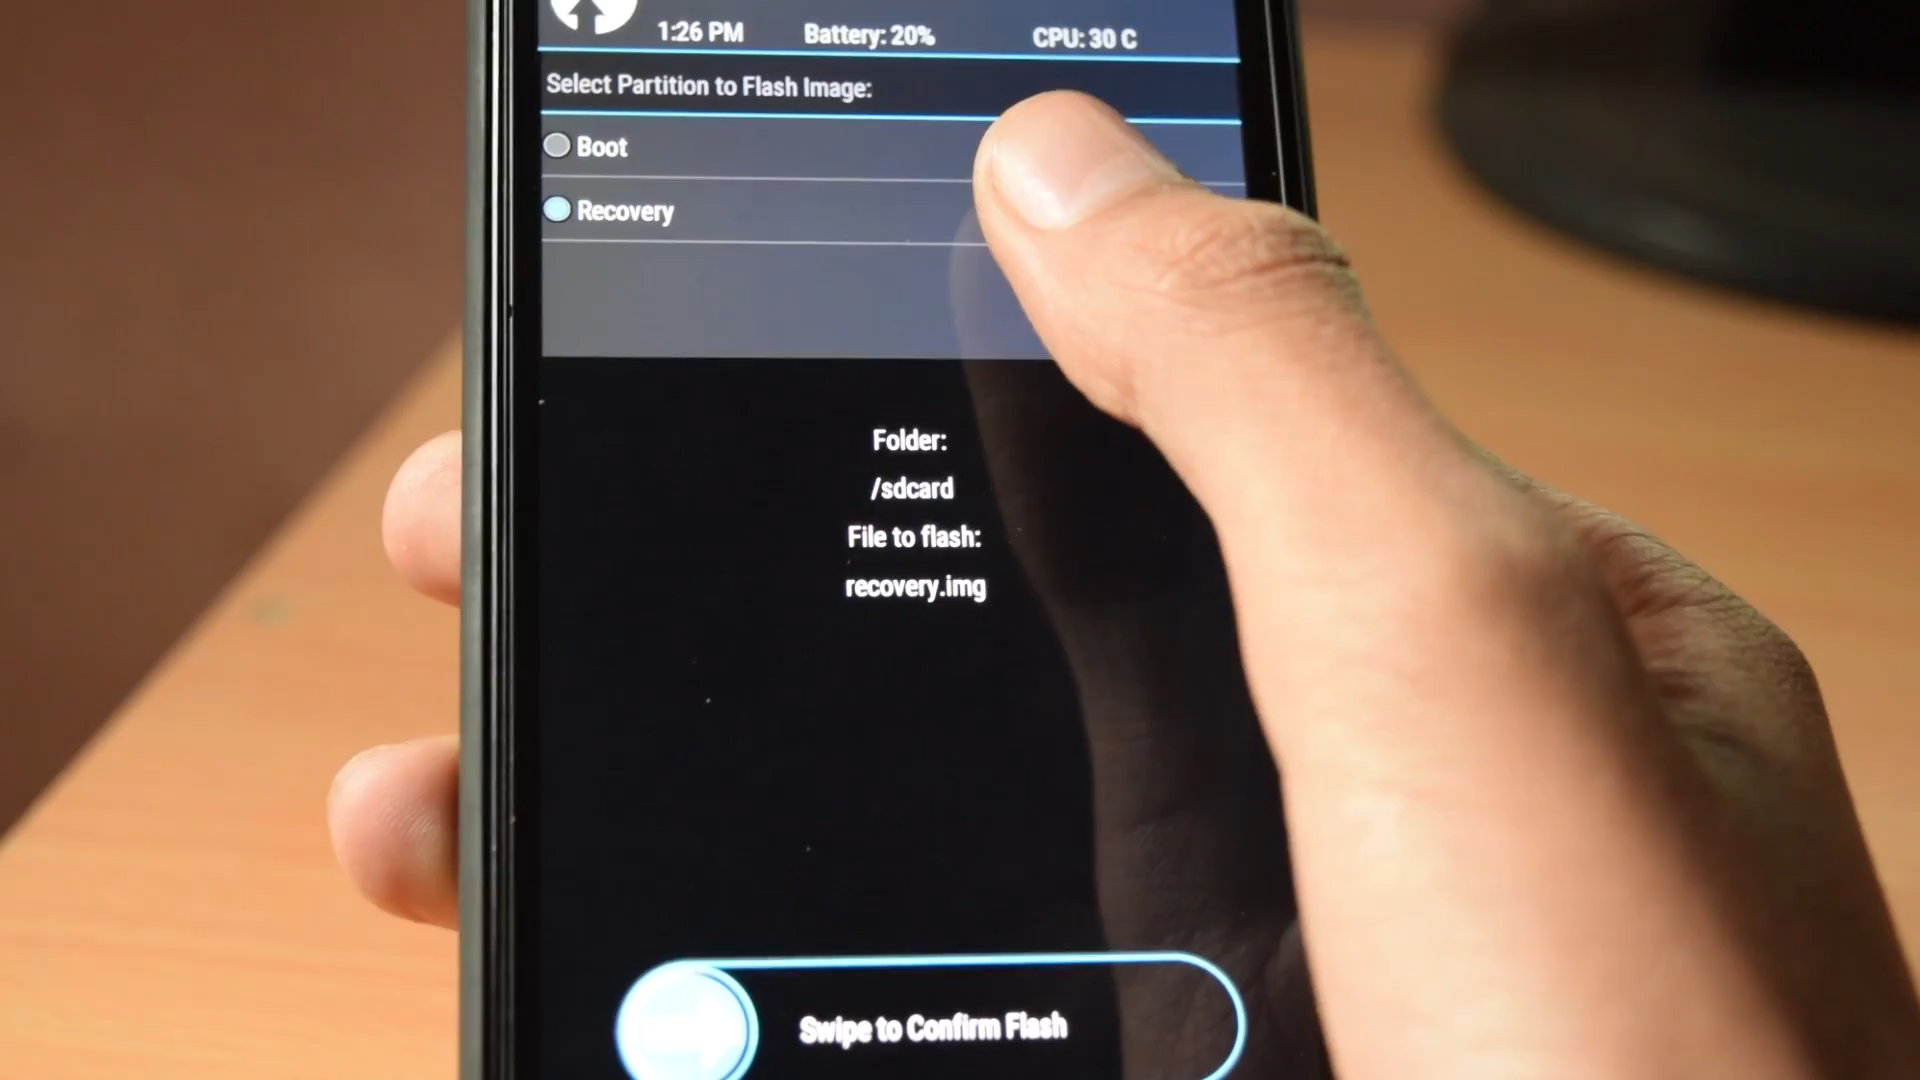 1:26 PM Battery: 20% CPU: 30 C
Select Partition to Flash Image:
Boot
Recovery
Folder:
/sdcard
File to flash:
recovery.img
Swipe to Confirm Flash